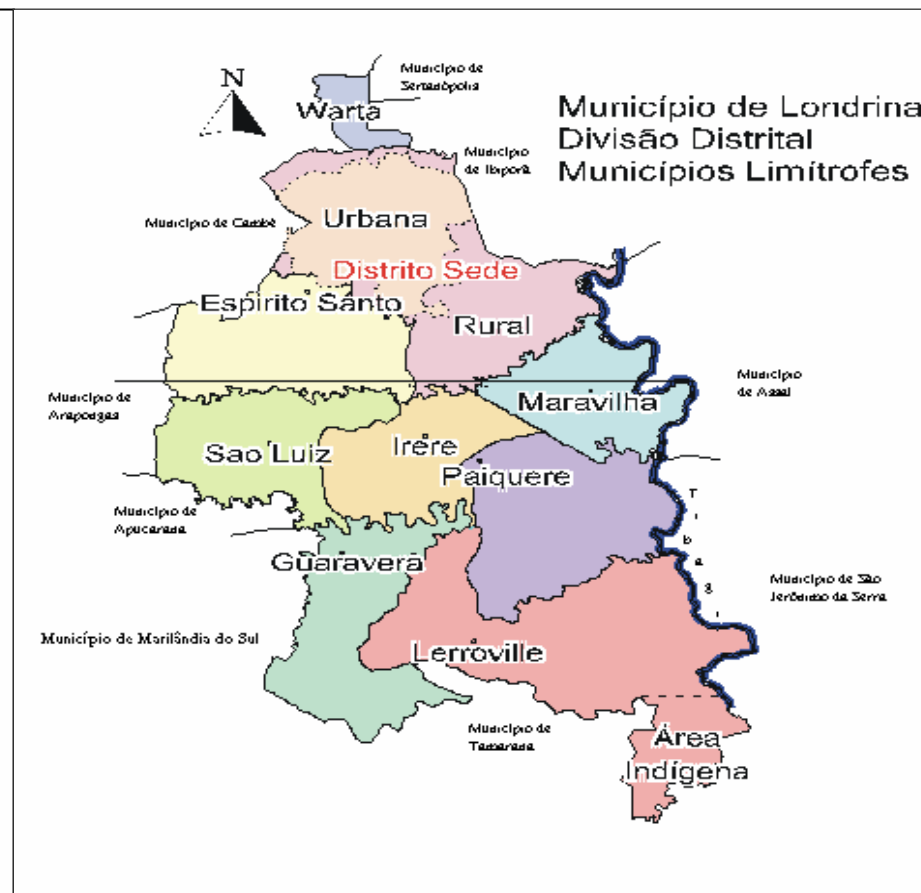 N
Município de
Sertanópolis
Warta
Município de Londrina
Divisão Distrital
Municípios Limítrofes
Município
de Ibiporã
Município de Cambé
Urbana
Distrito Sede
Espirito Santo
Rural
Município
de Assaí
Município de
Arapongas
Maravilha
Sao Luiz
Irere
Paiquere
Município de
Apucarana
Tibagi
Guaravera
Município de São
Jerônimo da Serra
Município de Marilândia do Sul
Lerroville
Município de
Tamarana
Área
Indígena